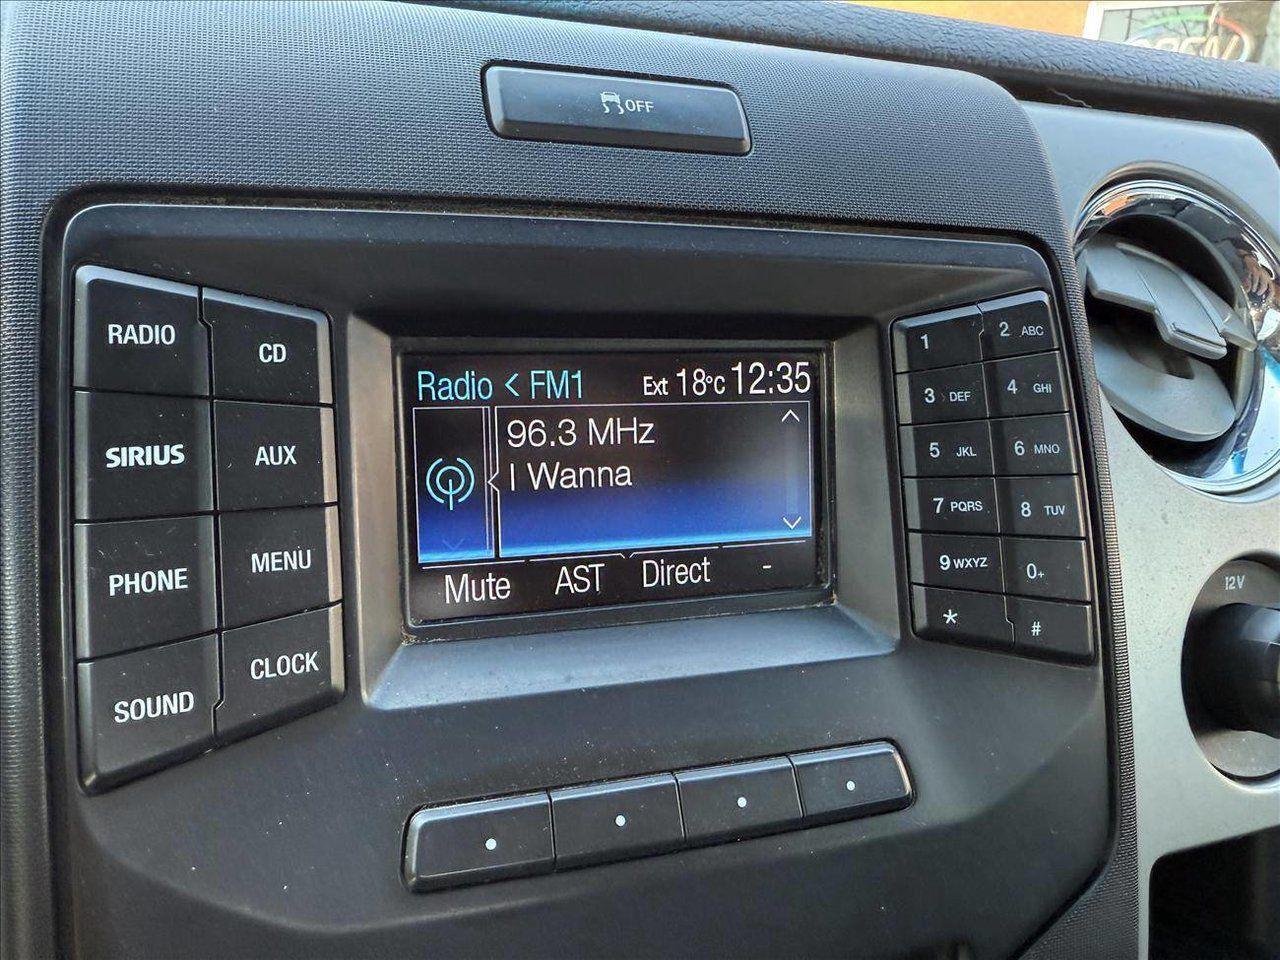 OPEN
OFF
RADIO
CD
SIRIUS
AUX
PHONE
MENU
SOUND
CLOCK
Radio < FM1 Ext 18°C 12:35
96.3 MHz
I Wanna
Mute AST Direct -
1
2 ABC
3 DEF
4 GHI
5 JKL
6 MNO
7 PQRS
8 TUV
9 WXYZ
0+
*
#
12V